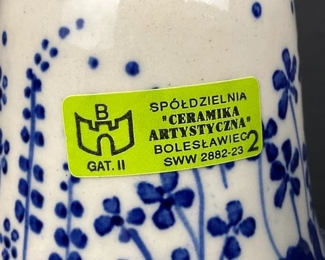 B
GAT. II
SPÓŁDZIELNIA
"CERAMIKA
ARTYSTYCZNA"
BOLESŁAWIEC
SWW 2882-23 2